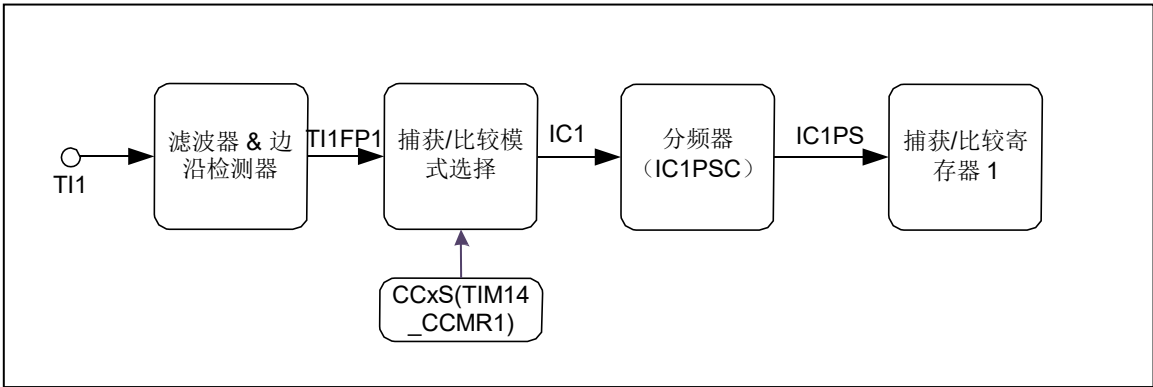 TI1
滤波器 & 边
沿检测器
TI1FP1
捕获/比较模
式选择
IC1
分频器
（IC1PSC）
IC1PS
捕获/比较寄
存器 1
CCxS(TIM14
_CCMR1)